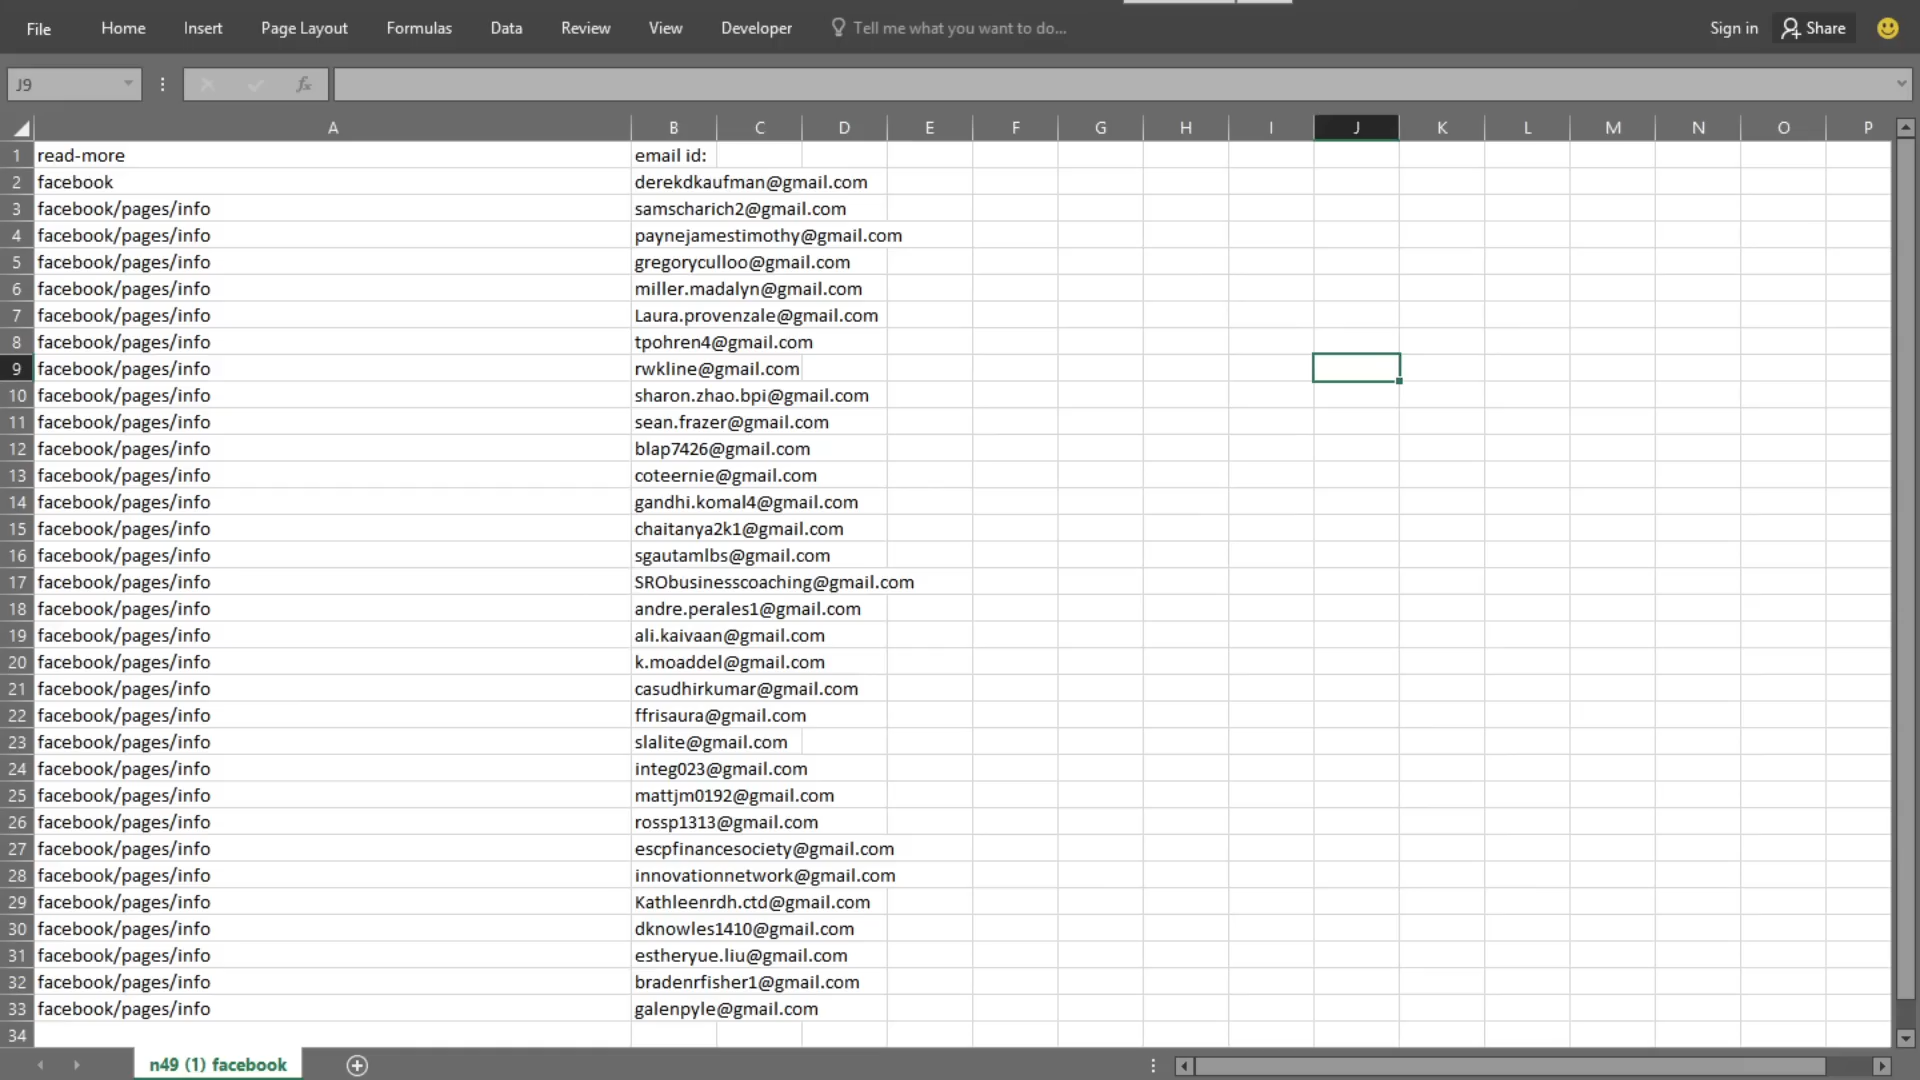 File Home Insert Page Layout Formulas Data Review View Developer Tell me what you want to do... Sign in Share
J9 fx
A B C D E F G H I J K L M N O P
1 read-more email id:
2 facebook derekdkaufman@gmail.com
3 facebook/pages/info samscharich2@gmail.com
4 facebook/pages/info paynejamestimothy@gmail.com
5 facebook/pages/info gregoryculloo@gmail.com
6 facebook/pages/info miller.madalyn@gmail.com
7 facebook/pages/info Laura.provenzale@gmail.com
8 facebook/pages/info tpohren4@gmail.com
9 facebook/pages/info rwkline@gmail.com
10 facebook/pages/info sharon.zhao.bpi@gmail.com
11 facebook/pages/info sean.frazer@gmail.com
12 facebook/pages/info blap7426@gmail.com
13 facebook/pages/info coteernie@gmail.com
14 facebook/pages/info gandhi.komal4@gmail.com
15 facebook/pages/info chaitanya2k1@gmail.com
16 facebook/pages/info sgautamlbs@gmail.com
17 facebook/pages/info SRObusinesscoaching@gmail.com
18 facebook/pages/info andre.perales1@gmail.com
19 facebook/pages/info ali.kaivaan@gmail.com
20 facebook/pages/info k.moaddel@gmail.com
21 facebook/pages/info casudhirkumar@gmail.com
22 facebook/pages/info ffrisaura@gmail.com
23 facebook/pages/info slalite@gmail.com
24 facebook/pages/info integ023@gmail.com
25 facebook/pages/info mattjm0192@gmail.com
26 facebook/pages/info rossp1313@gmail.com
27 facebook/pages/info escpfinancesociety@gmail.com
28 facebook/pages/info innovationnetwork@gmail.com
29 facebook/pages/info Kathleenrdh.ctd@gmail.com
30 facebook/pages/info dknowles1410@gmail.com
31 facebook/pages/info estheryue.liu@gmail.com
32 facebook/pages/info bradenrfisher1@gmail.com
33 facebook/pages/info galenpyle@gmail.com
34
n49 (1) facebook